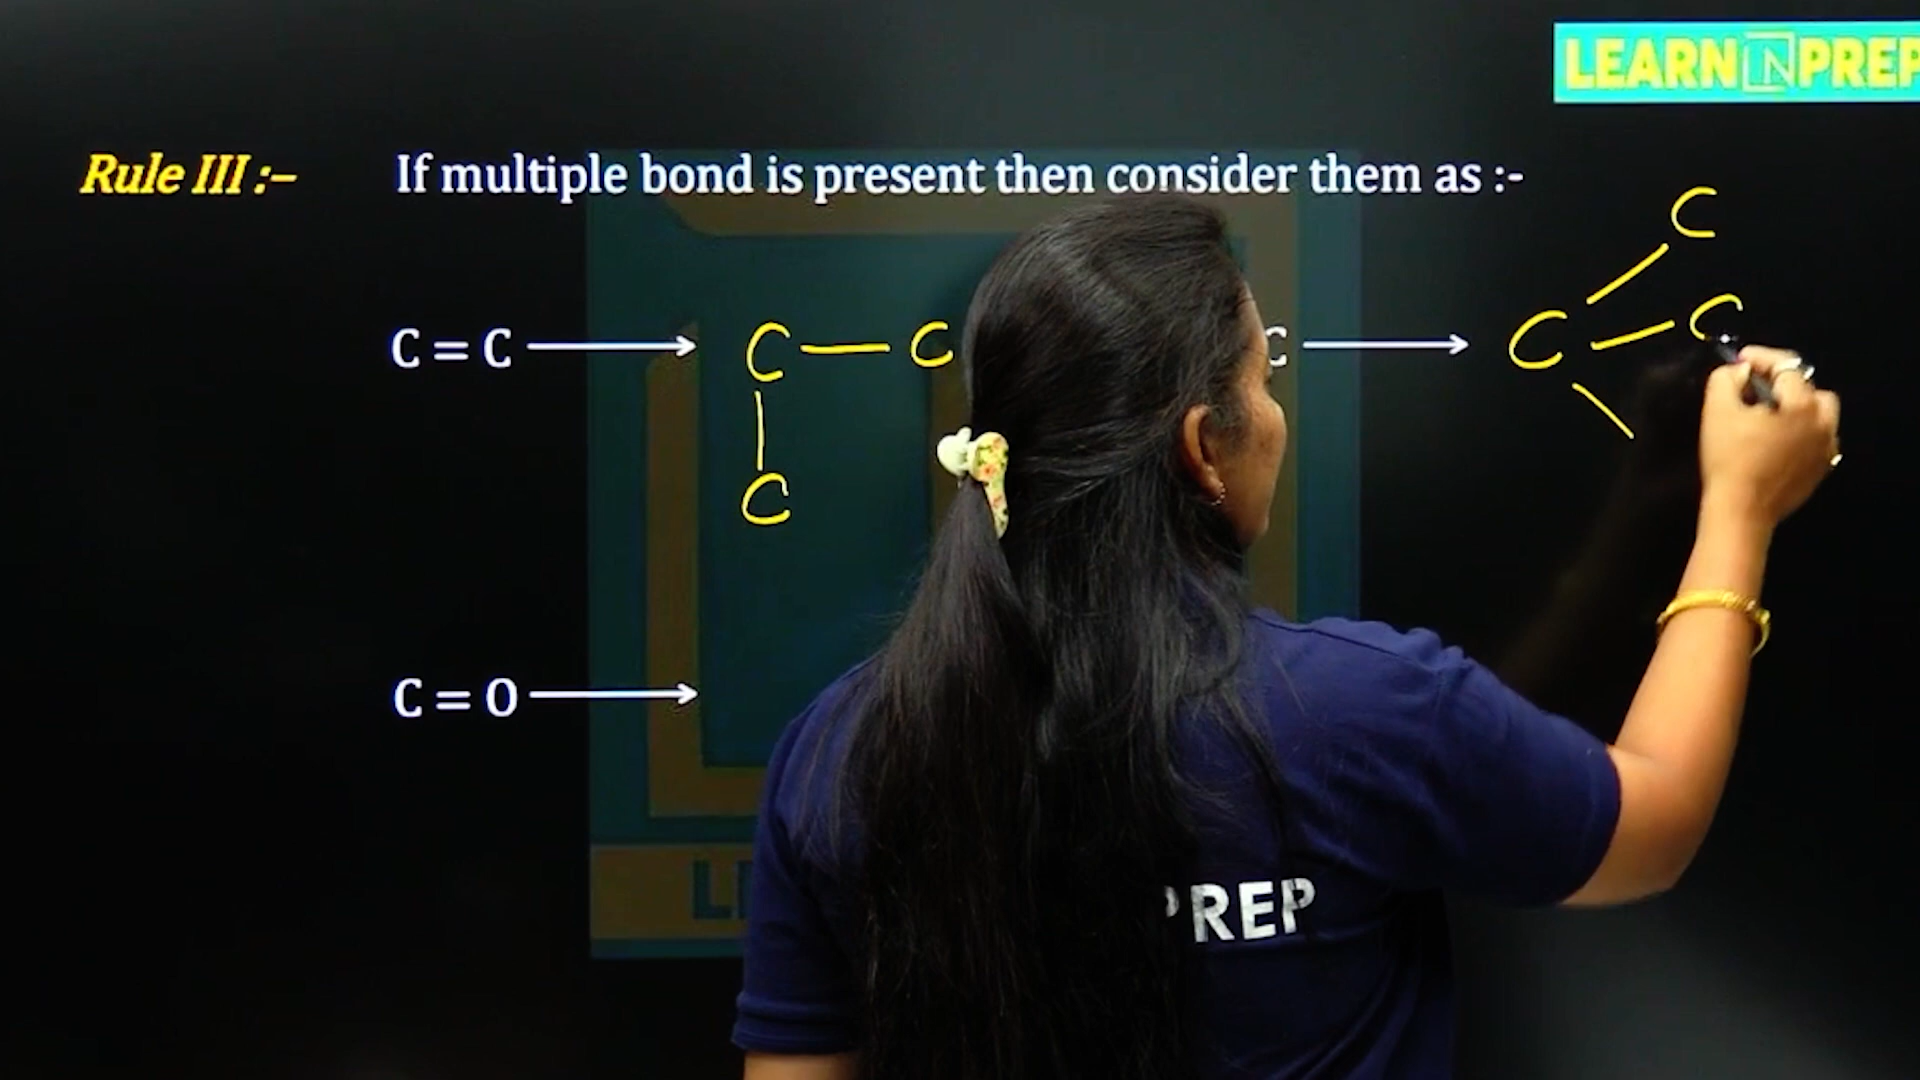 LEARN N PREP
Rule III :– If multiple bond is present then consider them as :-
C = C C – C C C C C
C
C = O
PREP